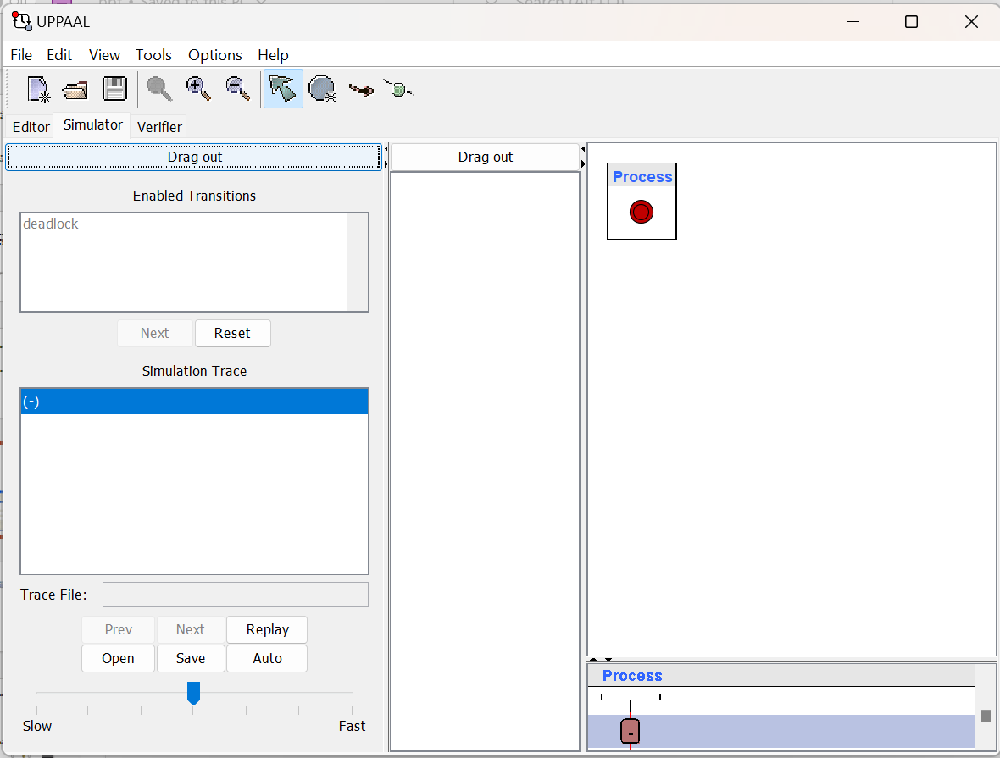 UPPAAL
File Edit View Tools Options Help
Editor Simulator Verifier
Drag out
Drag out
Enabled Transitions
deadlock
Next Reset
Simulation Trace
(-)
Trace File:
Prev Next Replay
Open Save Auto
Slow Fast
Process
Process
-